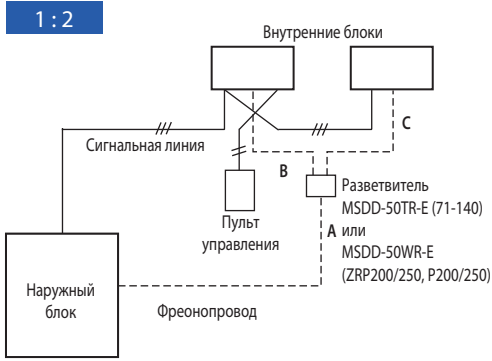 1 : 2
Внутренние блоки
C
Сигнальная линия
B
Разветвитель
MSDD-50TR-E (71-140)
A или
MSDD-50WR-E
(ZRP200/250, P200/250)
Пульт
управления
Наружный
блок
Фреонопровод